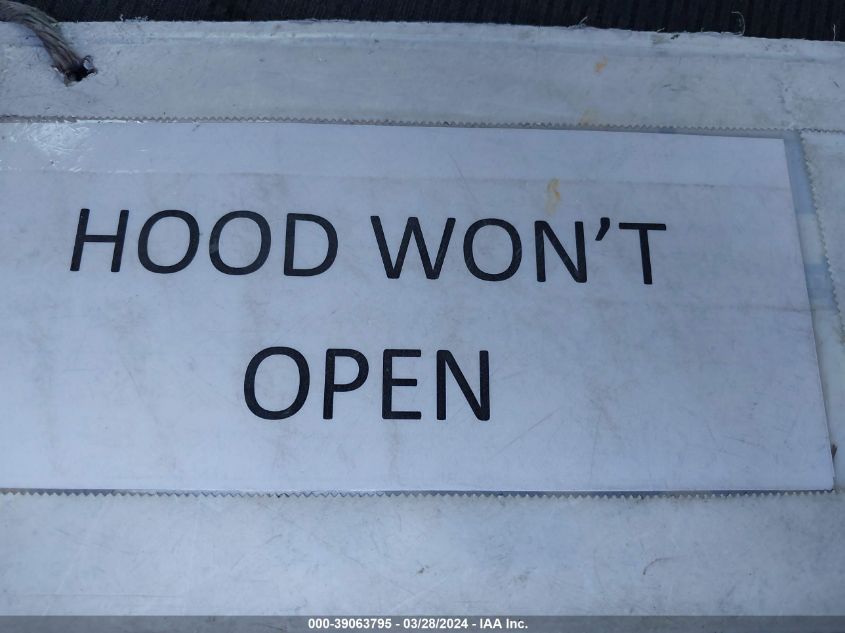 HOOD WON’T
OPEN
000-39063795 - 03/28/2024 - IAA Inc.